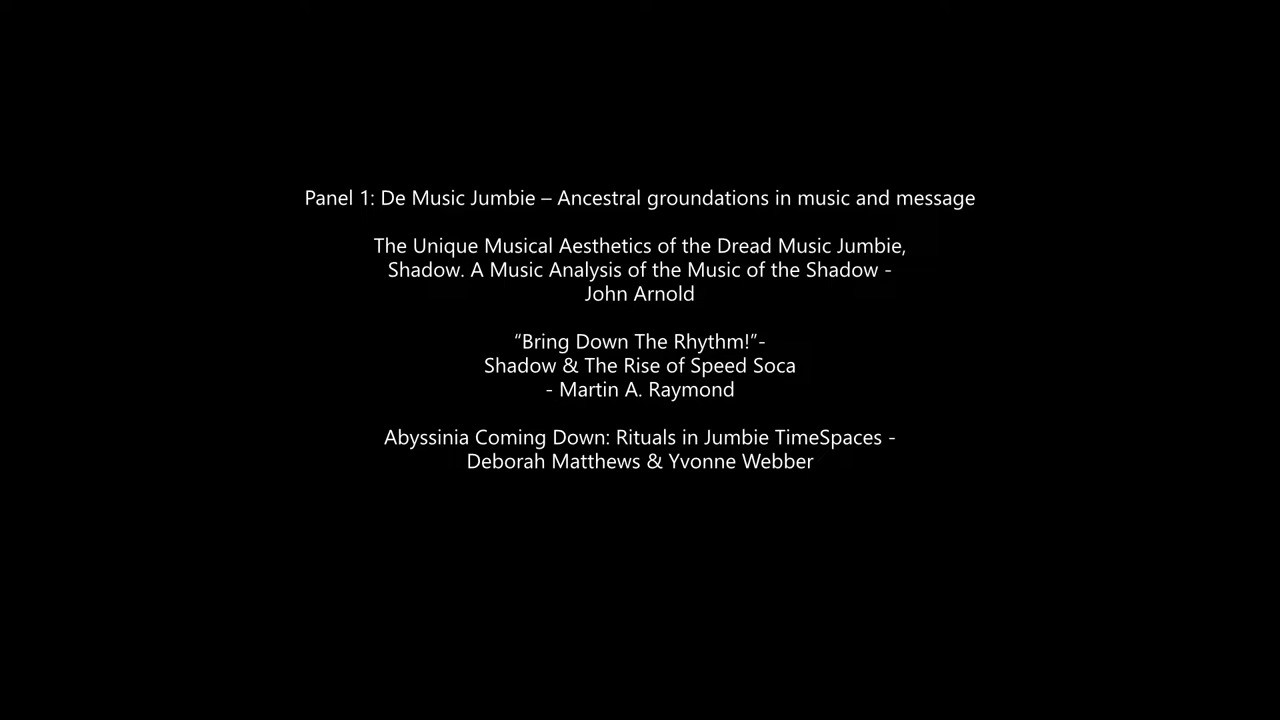 Panel 1: De Music Jumbie – Ancestral groundations in music and message
The Unique Musical Aesthetics of the Dread Music Jumbie,
Shadow. A Music Analysis of the Music of the Shadow -
John Arnold
“Bring Down The Rhythm!”-
Shadow & The Rise of Speed Soca
- Martin A. Raymond
Abyssinia Coming Down: Rituals in Jumbie TimeSpaces -
Deborah Matthews & Yvonne Webber